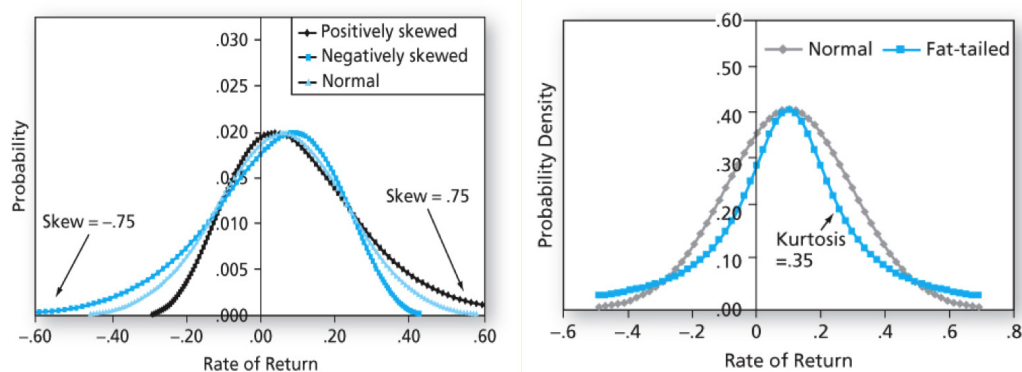 Positively skewed
Negatively skewed
Normal
.030
.025
.020
.015
.010
.005
.000
Probability
Skew = –.75
Skew = .75
–.60
–.40
–.20
.00
.20
.40
.60
Rate of Return
Normal
Fat-tailed
.60
.50
.40
.30
.20
.10
.00
Probability Density
Kurtosis
=.35
–.6
–.4
–.2
0
.2
.4
.6
.8
Rate of Return